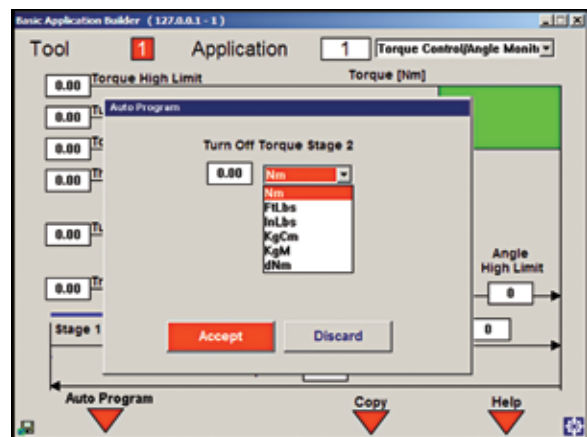 Basic Application Builder ( 127.0.0.1 - 1 )
Tool 1 Application 1 Torque Control/Angle Monito
0.00 Torque High Limit Torque [Nm]
0.00
Auto Program
0.00
Turn Off Torque Stage 2
0.00 0.00 Nm
Nm
FtLbs
InLbs
KgCm
KgM
dNm
0.00
Angle
High Limit
0.00 0
Stage 1 Accept Discard 0
Auto Program Copy Help